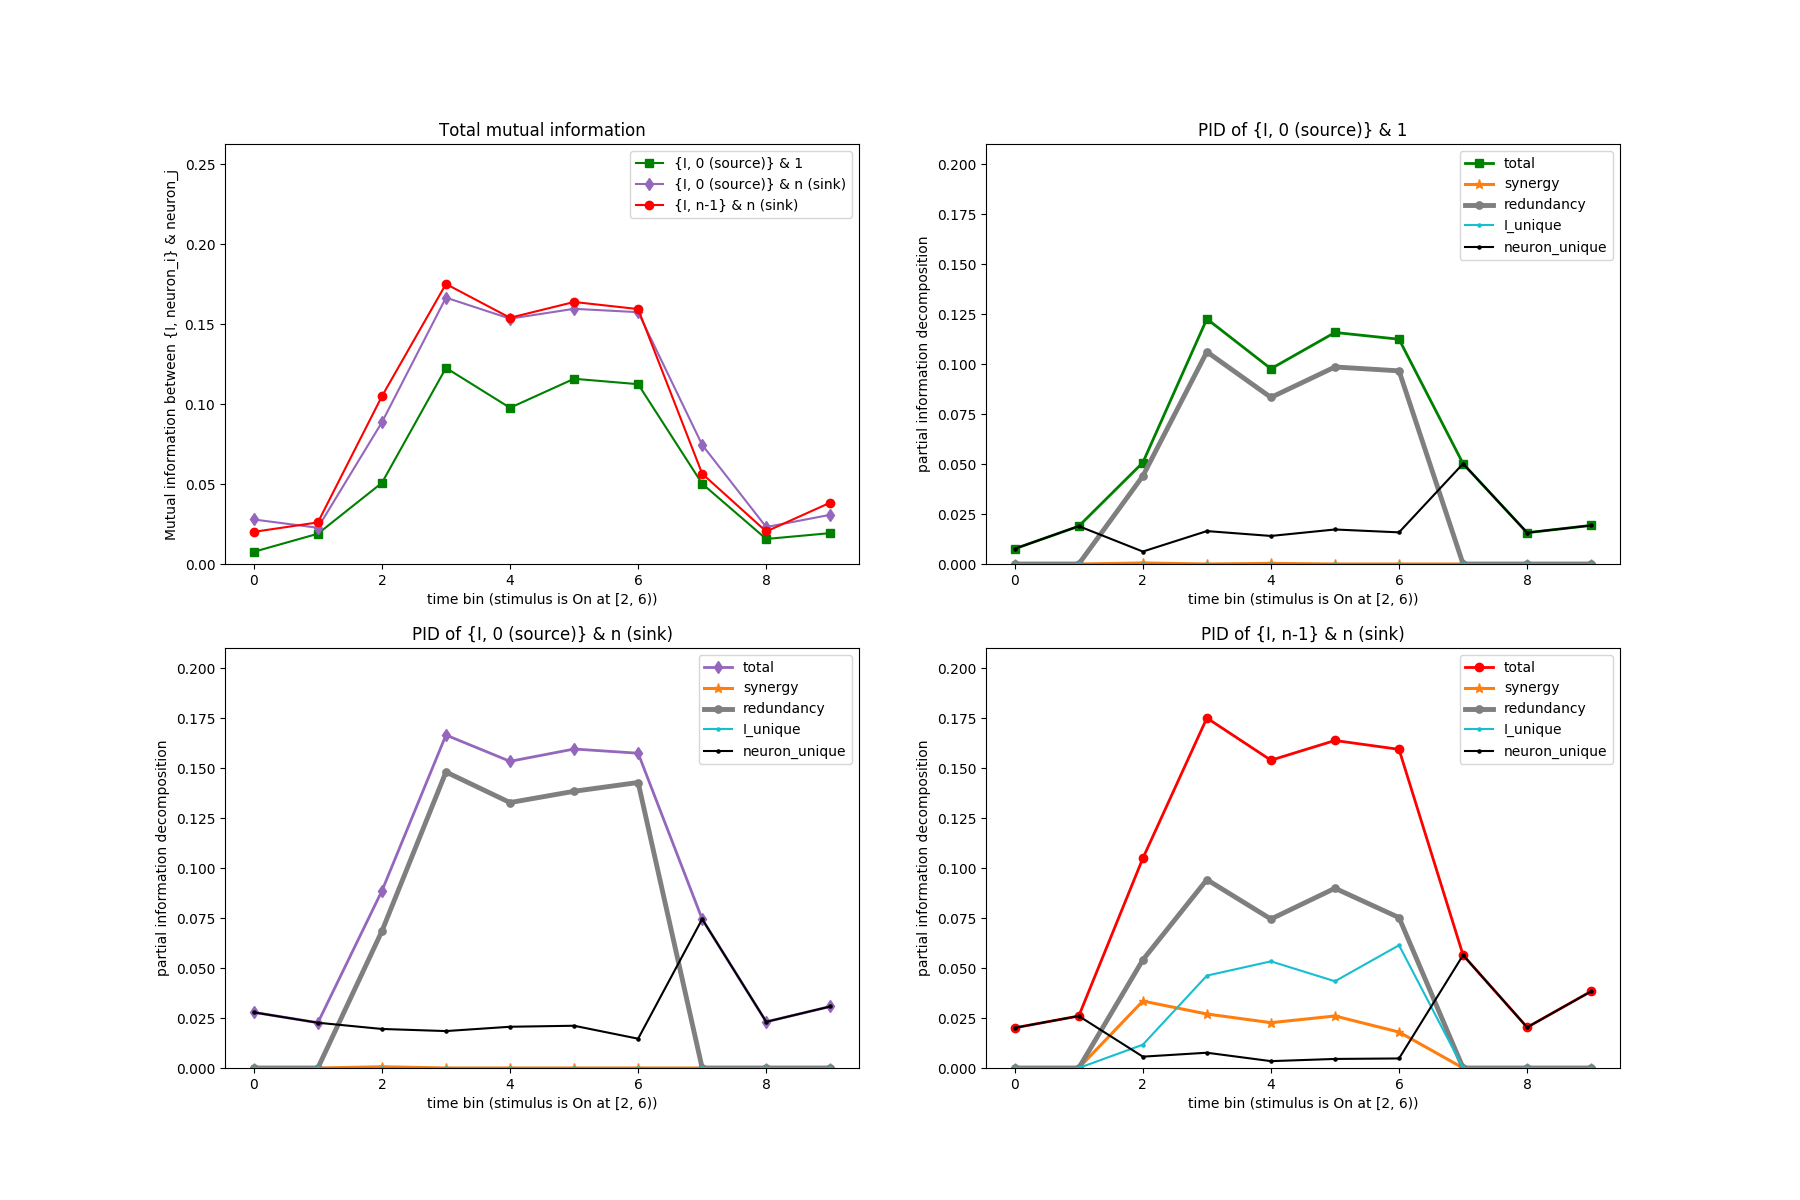 Total mutual information
Mutual information between {I, neuron_i} & neuron_j
0.25
0.20
0.15
0.10
0.05
0.00
{I, 0 (source)} & 1
{I, 0 (source)} & n (sink)
{I, n-1} & n (sink)
0 2 4 6 8
time bin (stimulus is On at [2, 6))
PID of {I, 0 (source)} & 1
partial information decomposition
0.200
0.175
0.150
0.125
0.100
0.075
0.050
0.025
0.000
total
synergy
redundancy
I_unique
neuron_unique
0 2 4 6 8
time bin (stimulus is On at [2, 6))
PID of {I, 0 (source)} & n (sink)
partial information decomposition
0.200
0.175
0.150
0.125
0.100
0.075
0.050
0.025
0.000
total
synergy
redundancy
I_unique
neuron_unique
0 2 4 6 8
time bin (stimulus is On at [2, 6))
PID of {I, n-1} & n (sink)
partial information decomposition
0.200
0.175
0.150
0.125
0.100
0.075
0.050
0.025
0.000
total
synergy
redundancy
I_unique
neuron_unique
0 2 4 6 8
time bin (stimulus is On at [2, 6))